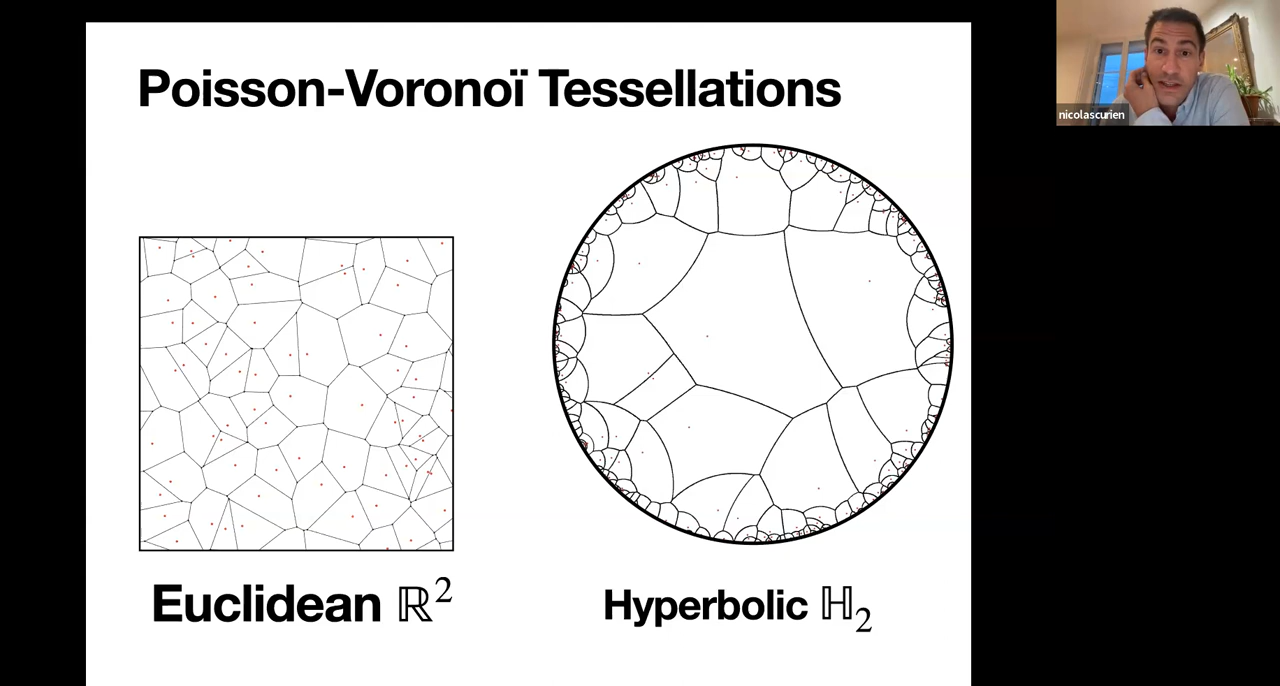 Poisson-Voronoï Tessellations
nicolascurien
Euclidean ℝ²
Hyperbolic ℍ₂